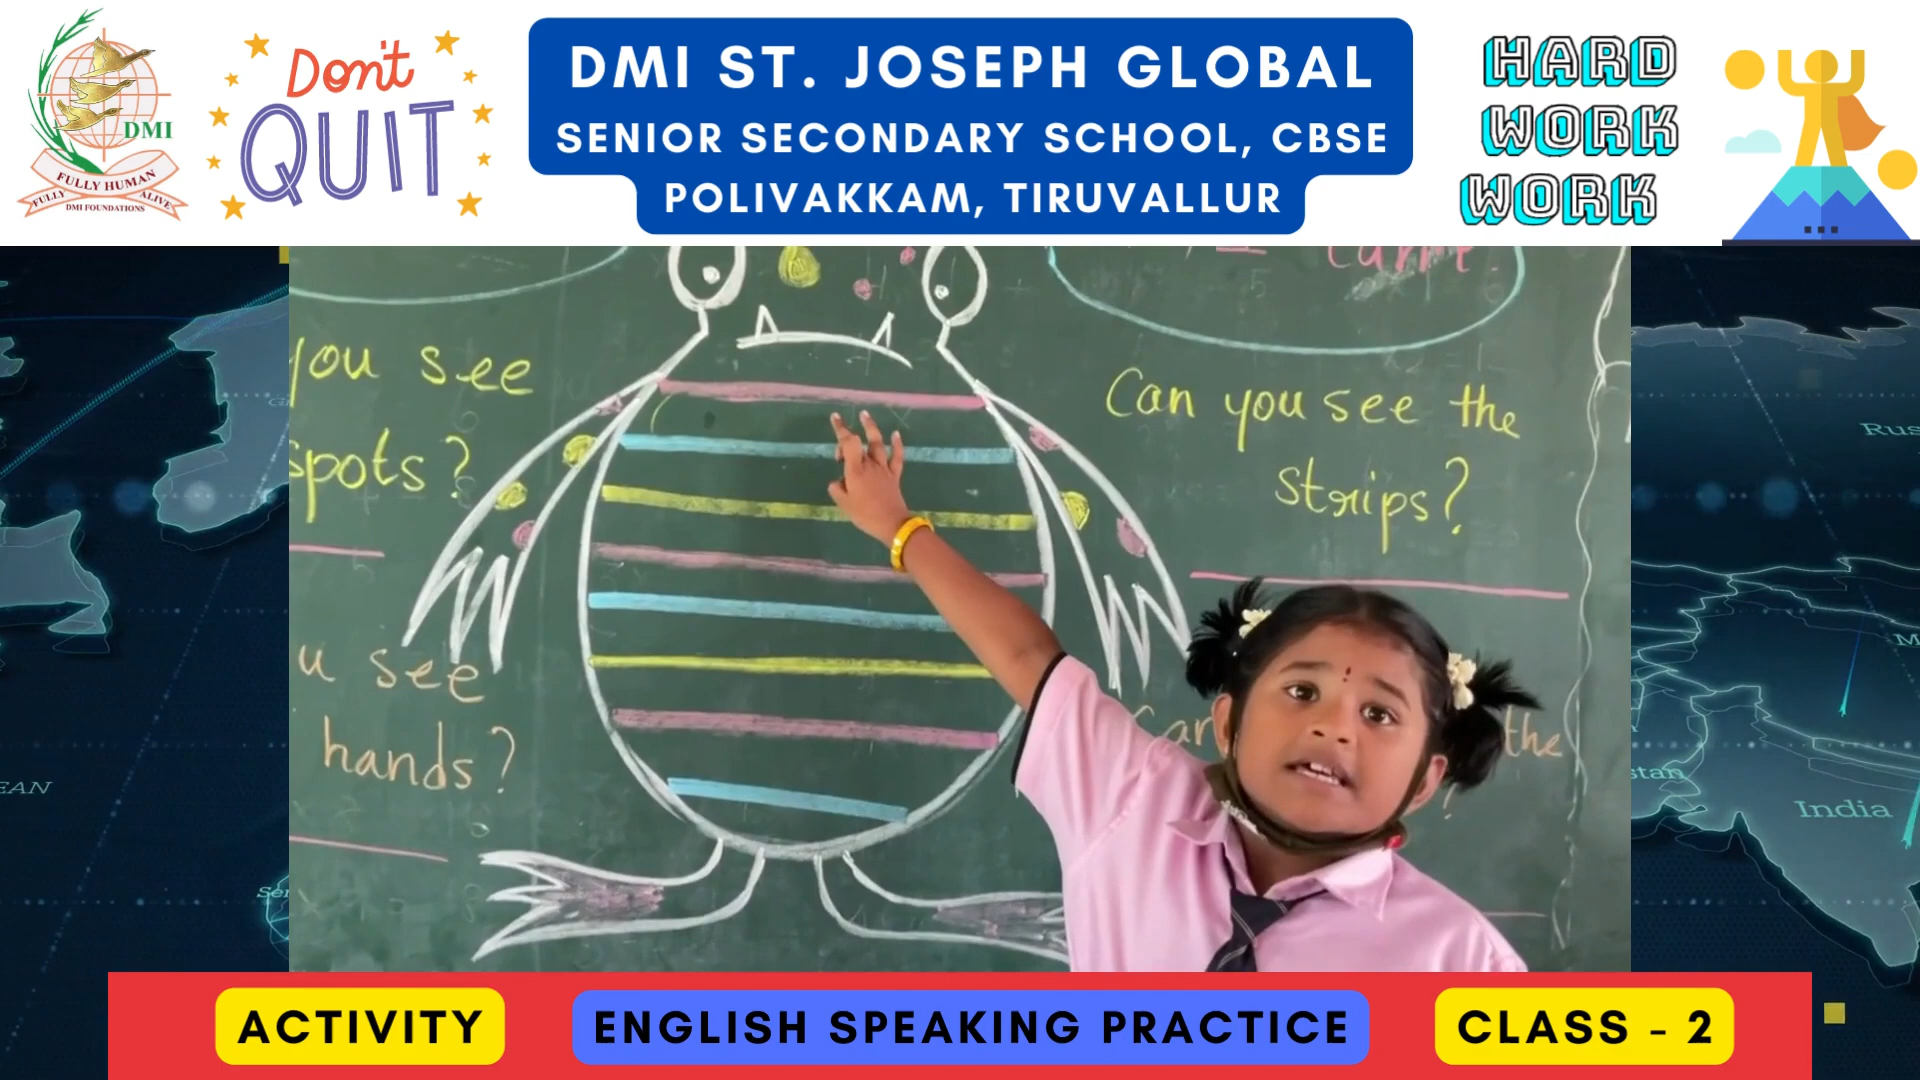 DMI
FULLY HUMAN
FULLY ALIVE
DMI FOUNDATIONS
Don't
QUIT
DMI ST. JOSEPH GLOBAL
SENIOR SECONDARY SCHOOL, CBSE
POLIVAKKAM, TIRUVALLUR
HARD
WORK
WORK
you see
spots?
see
hands?
Can you see the
strips?
the
India
ACTIVITY
ENGLISH SPEAKING PRACTICE
CLASS - 2